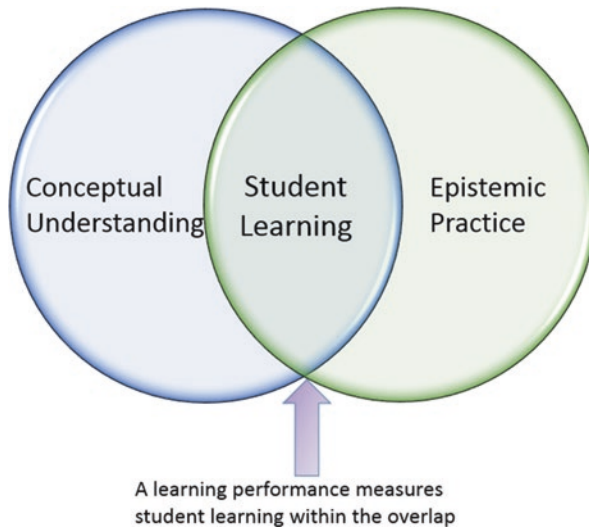 Conceptual
Understanding
Student
Learning
Epistemic
Practice
A learning performance measures
student learning within the overlap